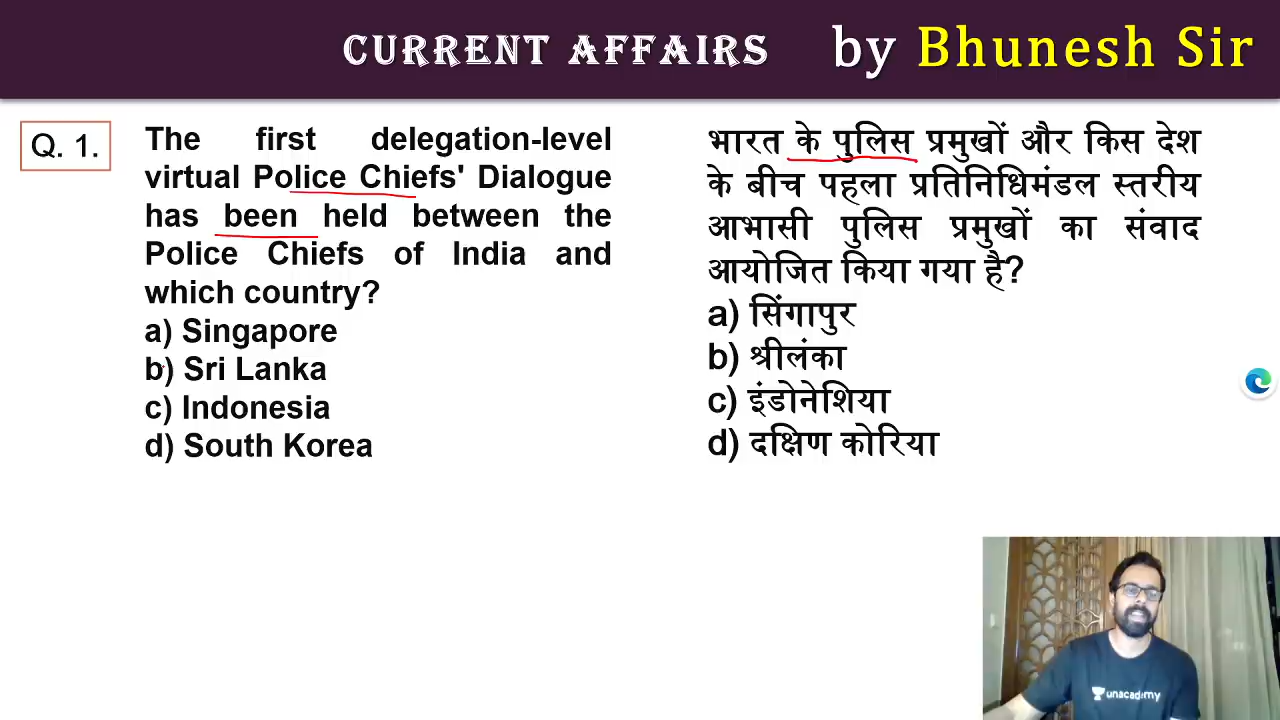 CURRENT AFFAIRS by Bhunesh Sir
Q. 1.
The first delegation-level
virtual Police Chiefs' Dialogue
has been held between the
Police Chiefs of India and
which country?
a) Singapore
b) Sri Lanka
c) Indonesia
d) South Korea
भारत के पुलिस प्रमुखों और किस देश
के बीच पहला प्रतिनिधिमंडल स्तरीय
आभासी पुलिस प्रमुखों का संवाद
आयोजित किया गया है?
a) सिंगापुर
b) श्रीलंका
c) इंडोनेशिया
d) दक्षिण कोरिया
unacademy